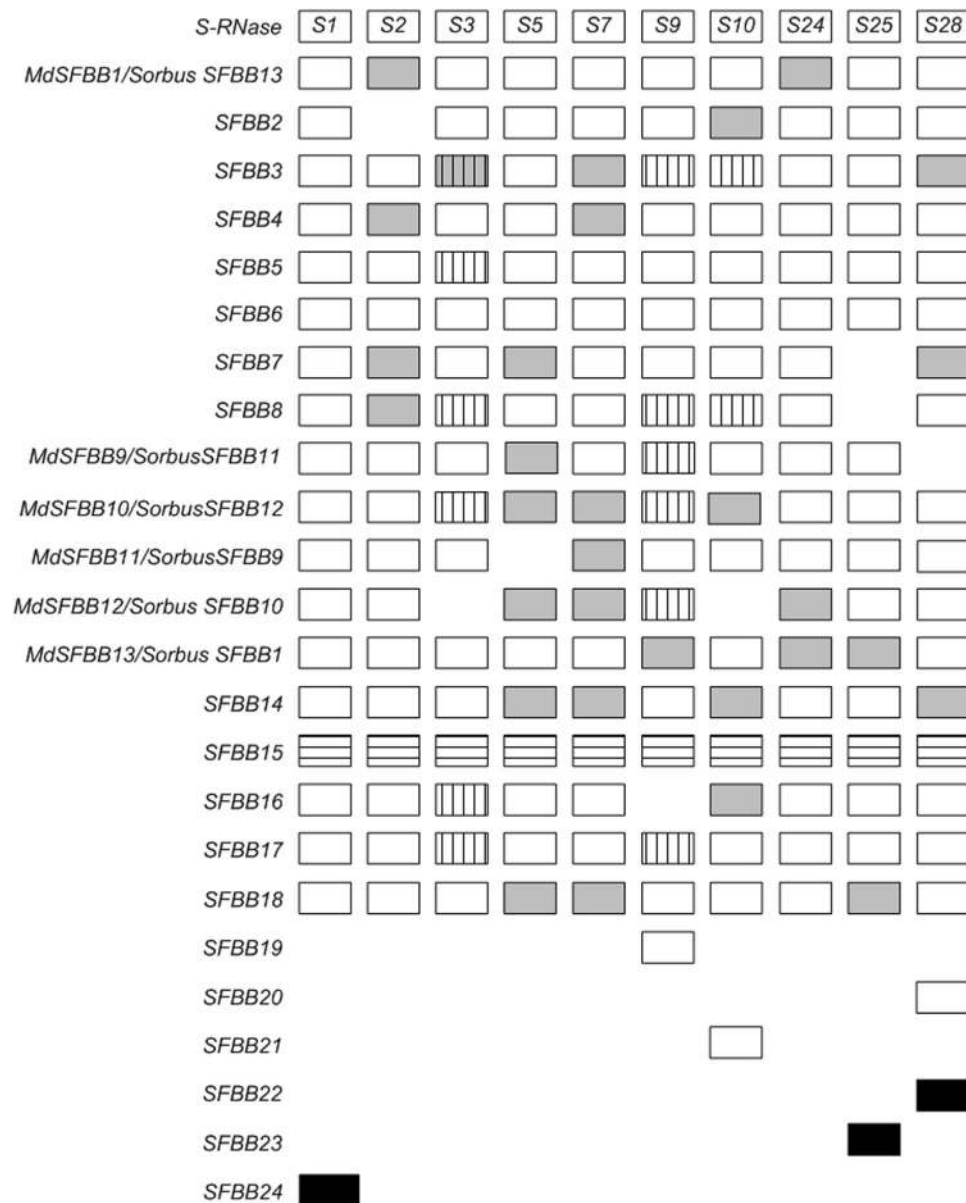 S-RNase S1 S2 S3 S5 S7 S9 S10 S24 S25 S28
MdSFBB1/Sorbus SFBB13
SFBB2
SFBB3
SFBB4
SFBB5
SFBB6
SFBB7
SFBB8
MdSFBB9/SorbusSFBB11
MdSFBB10/SorbusSFBB12
MdSFBB11/SorbusSFBB9
MdSFBB12/Sorbus SFBB10
MdSFBB13/Sorbus SFBB1
SFBB14
SFBB15
SFBB16
SFBB17
SFBB18
SFBB19
SFBB20
SFBB21
SFBB22
SFBB23
SFBB24